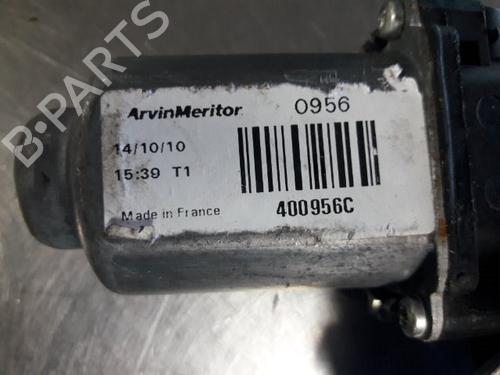 B-PARTS
ArvinMeritor 0956
14/10/10
15:39 T1
Made in France 400956C